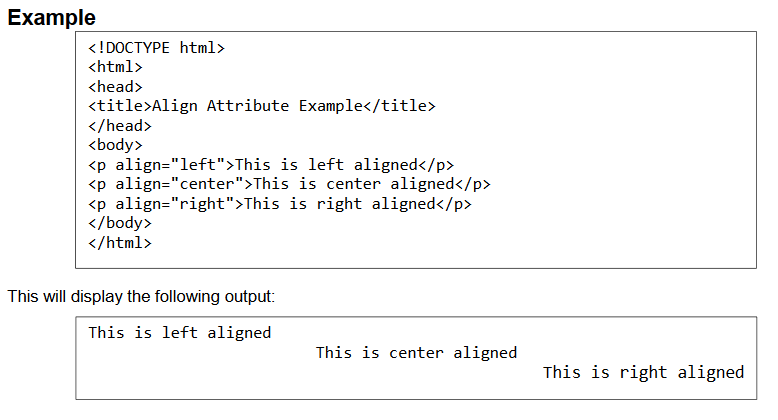 Example
<!DOCTYPE html>
<html>
<head>
<title>Align Attribute Example</title>
</head>
<body>
<p align="left">This is left aligned</p>
<p align="center">This is center aligned</p>
<p align="right">This is right aligned</p>
</body>
</html>
This will display the following output:
This is left aligned
This is center aligned
This is right aligned